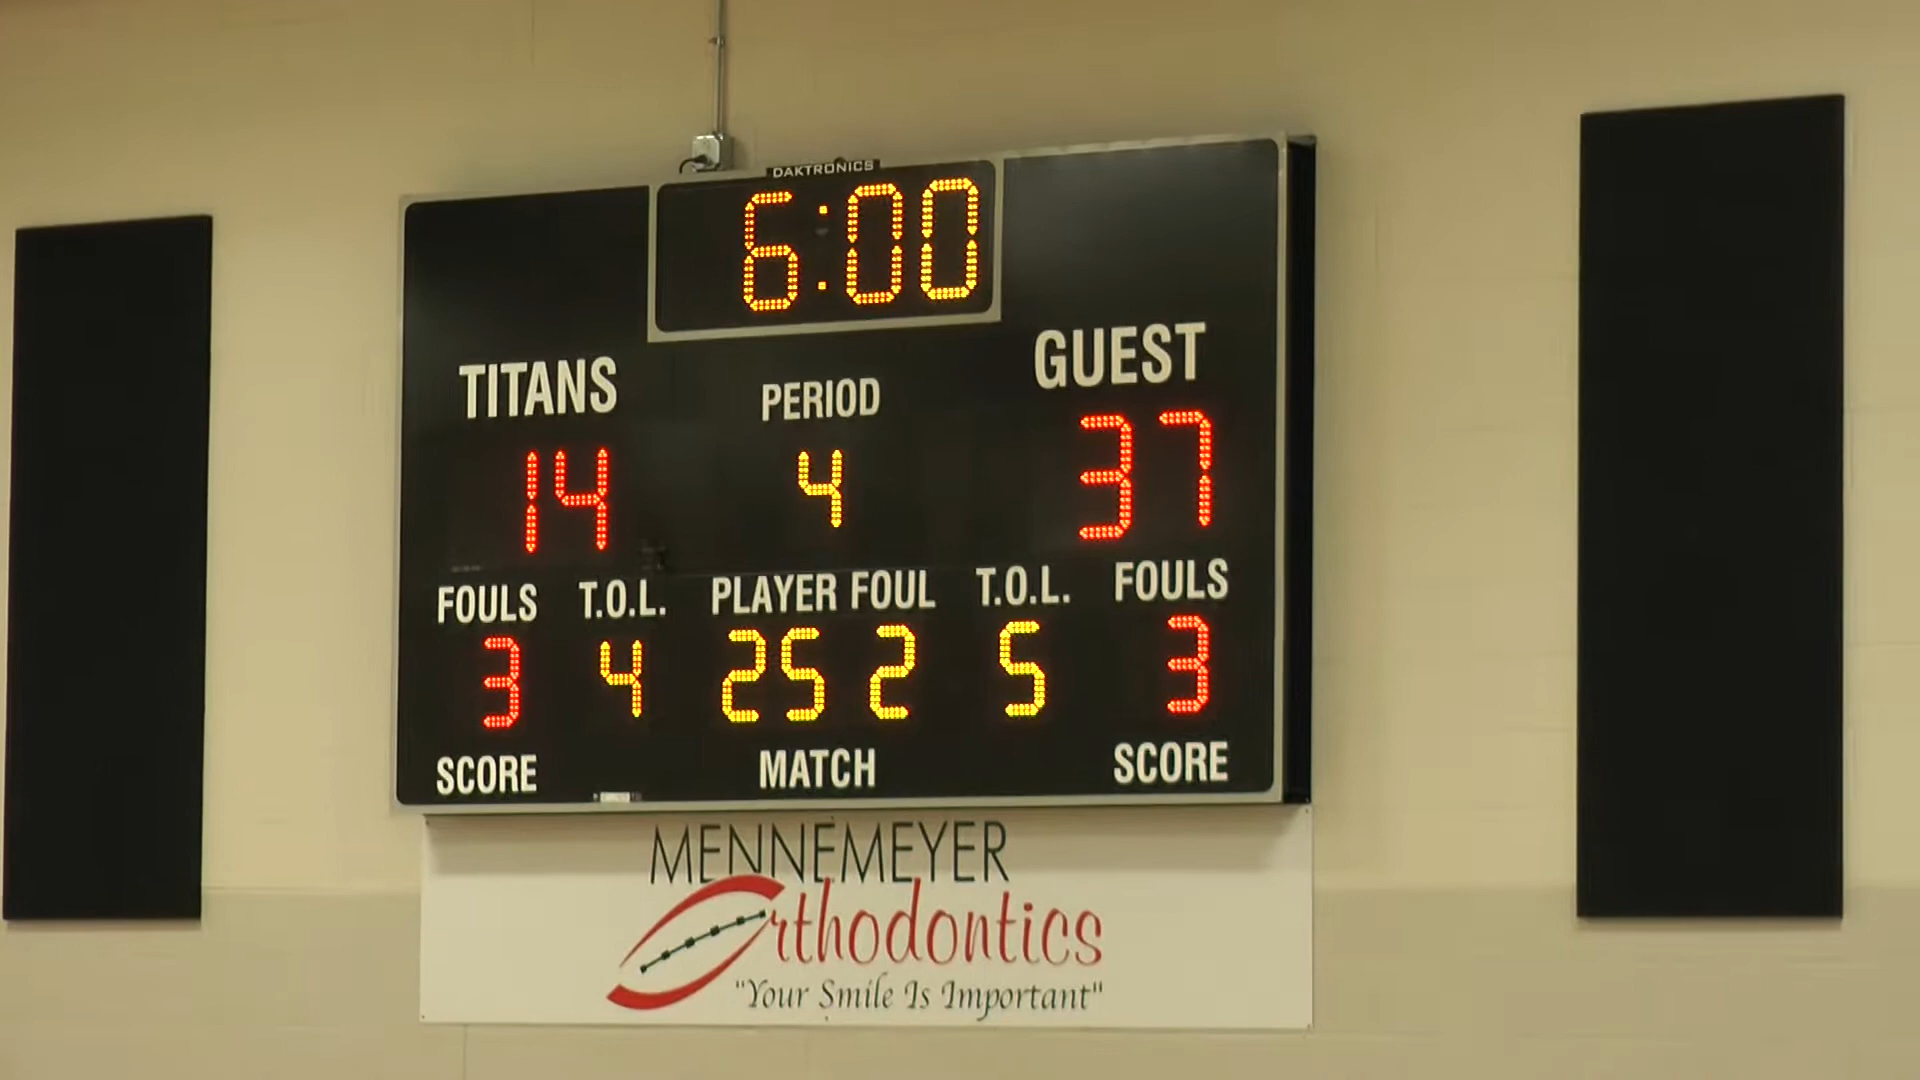 DAKTRONICS
6:00
TITANS PERIOD GUEST
14 4 37
FOULS T.O.L. PLAYER FOUL T.O.L. FOULS
3 4 25 2 5 3
SCORE MATCH SCORE
MENNEMEYER
Orthodontics
"Your Smile Is Important"